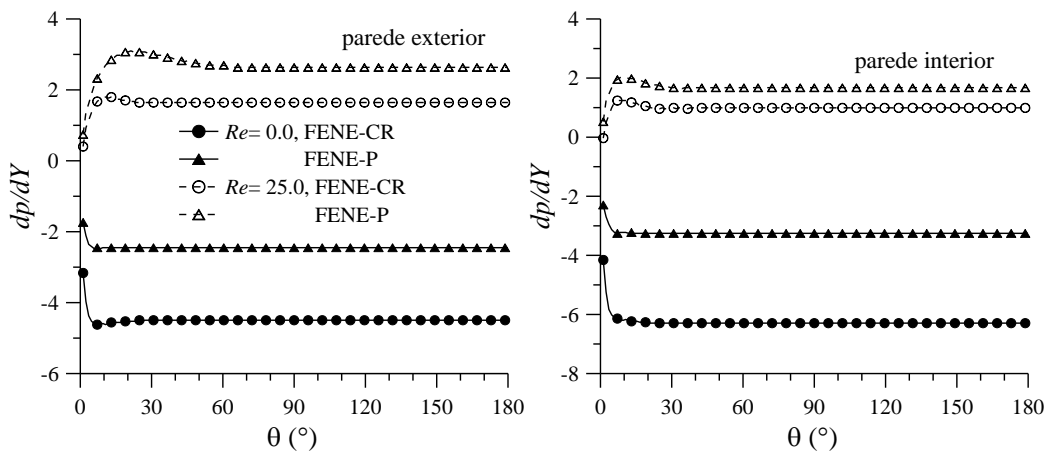 parede exterior
dp/dY
4
2
0
-2
-4
-6
Re= 0.0, FENE-CR
FENE-P
Re= 25.0, FENE-CR
FENE-P
0 30 60 90 120 150 180
θ (°)
parede interior
dp/dY
4
2
0
-2
-4
-6
-8
0 30 60 90 120 150 180
θ (°)